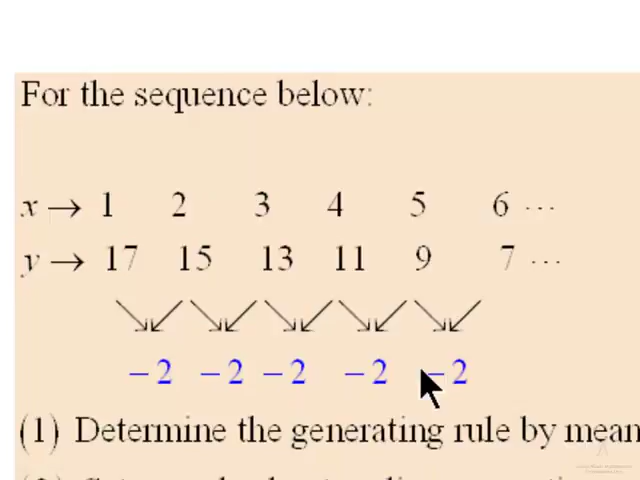 For the sequence below:
x → 1 2 3 4 5 6 ⋯
y → 17 15 13 11 9 7 ⋯
−2 −2 −2 −2 −2
(1) Determine the generating rule by mean